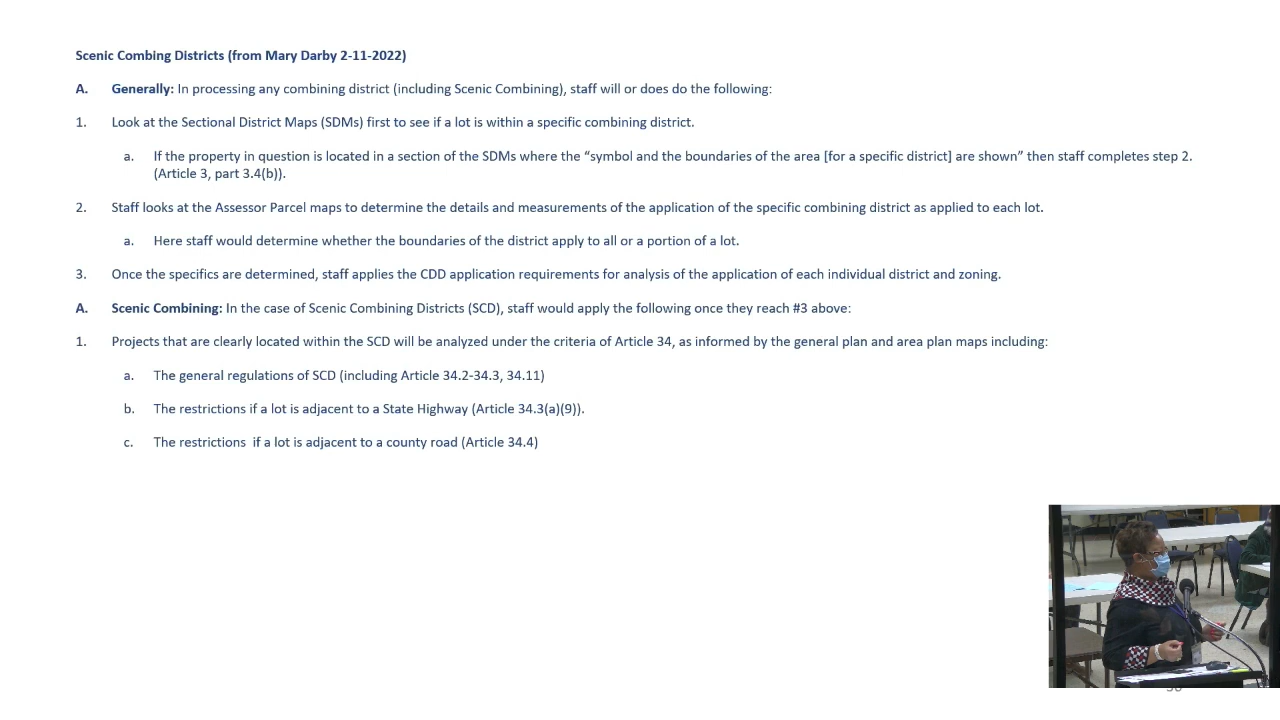 Scenic Combing Districts (from Mary Darby 2-11-2022)
A. Generally: In processing any combining district (including Scenic Combining), staff will or does do the following:
1. Look at the Sectional District Maps (SDMs) first to see if a lot is within a specific combining district.
a. If the property in question is located in a section of the SDMs where the “symbol and the boundaries of the area [for a specific district] are shown” then staff completes step 2.
(Article 3, part 3.4(b)).
2. Staff looks at the Assessor Parcel maps to determine the details and measurements of the application of the specific combining district as applied to each lot.
a. Here staff would determine whether the boundaries of the district apply to all or a portion of a lot.
3. Once the specifics are determined, staff applies the CDD application requirements for analysis of the application of each individual district and zoning.
A. Scenic Combining: In the case of Scenic Combining Districts (SCD), staff would apply the following once they reach #3 above:
1. Projects that are clearly located within the SCD will be analyzed under the criteria of Article 34, as informed by the general plan and area plan maps including:
a. The general regulations of SCD (including Article 34.2-34.3, 34.11)
b. The restrictions if a lot is adjacent to a State Highway (Article 34.3(a)(9)).
c. The restrictions if a lot is adjacent to a county road (Article 34.4)